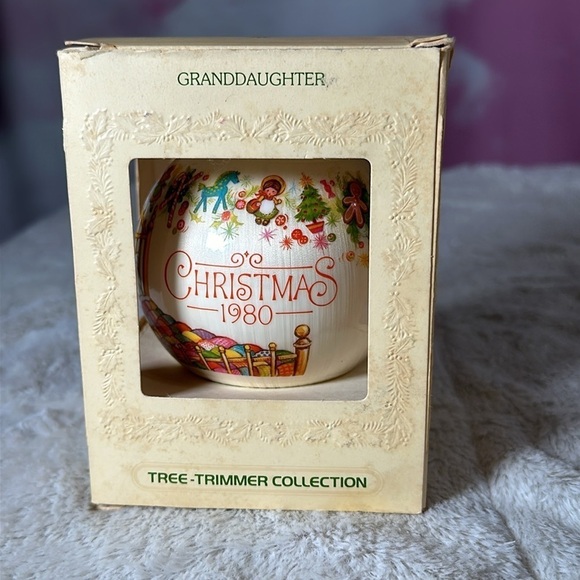 GRANDDAUGHTER
CHRISTMAS
1980
TREE-TRIMMER COLLECTION